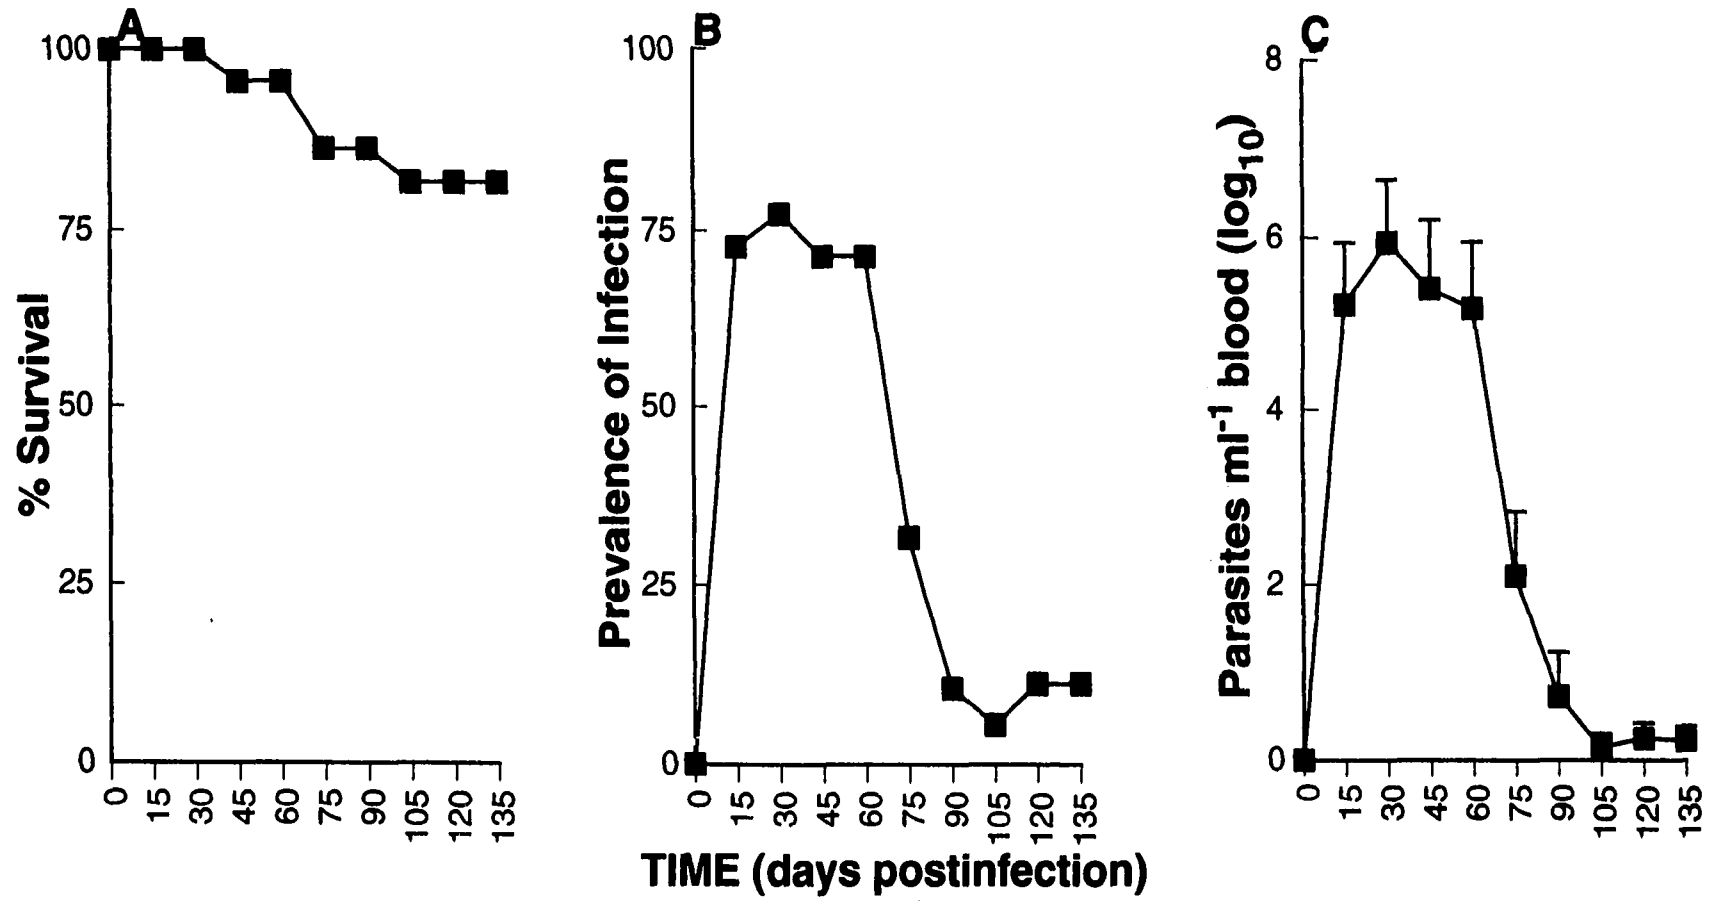 A
% Survival
100
75
50
25
0
0 15 30 45 60 75 90 105 120 135
B
Prevalence of Infection
100
75
50
25
0
0 15 30 45 60 75 90 105 120 135
C
Parasites ml⁻¹ blood (log₁₀)
8
6
4
2
0
0 15 30 45 60 75 90 105 120 135
TIME (days postinfection)